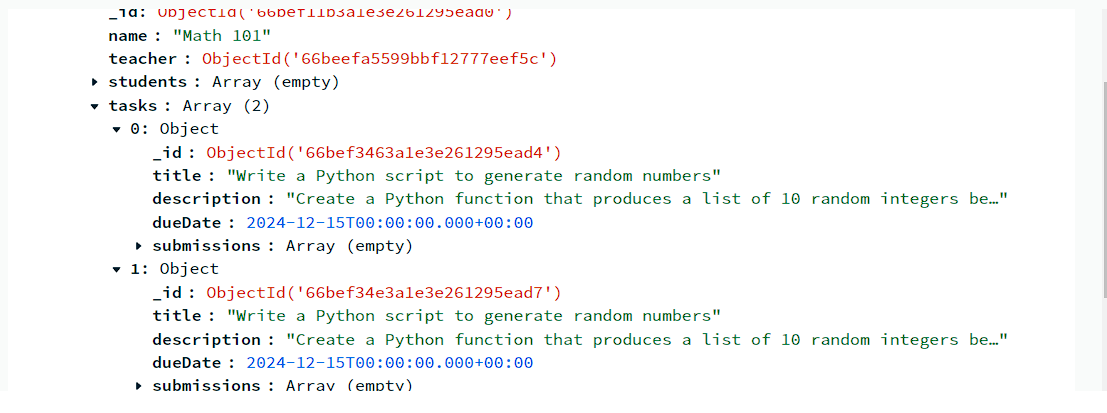 _id: ObjectId('66bef11b3a1e3e261295ead0')
name : "Math 101"
teacher : ObjectId('66beefa5599bbf12777eef5c')
students : Array (empty)
tasks : Array (2)
0: Object
_id : ObjectId('66bef3463a1e3e261295ead4')
title : "Write a Python script to generate random numbers"
description : "Create a Python function that produces a list of 10 random integers be…"
dueDate : 2024-12-15T00:00:00.000+00:00
submissions : Array (empty)
1: Object
_id : ObjectId('66bef34e3a1e3e261295ead7')
title : "Write a Python script to generate random numbers"
description : "Create a Python function that produces a list of 10 random integers be…"
dueDate : 2024-12-15T00:00:00.000+00:00
submissions : Array (empty)